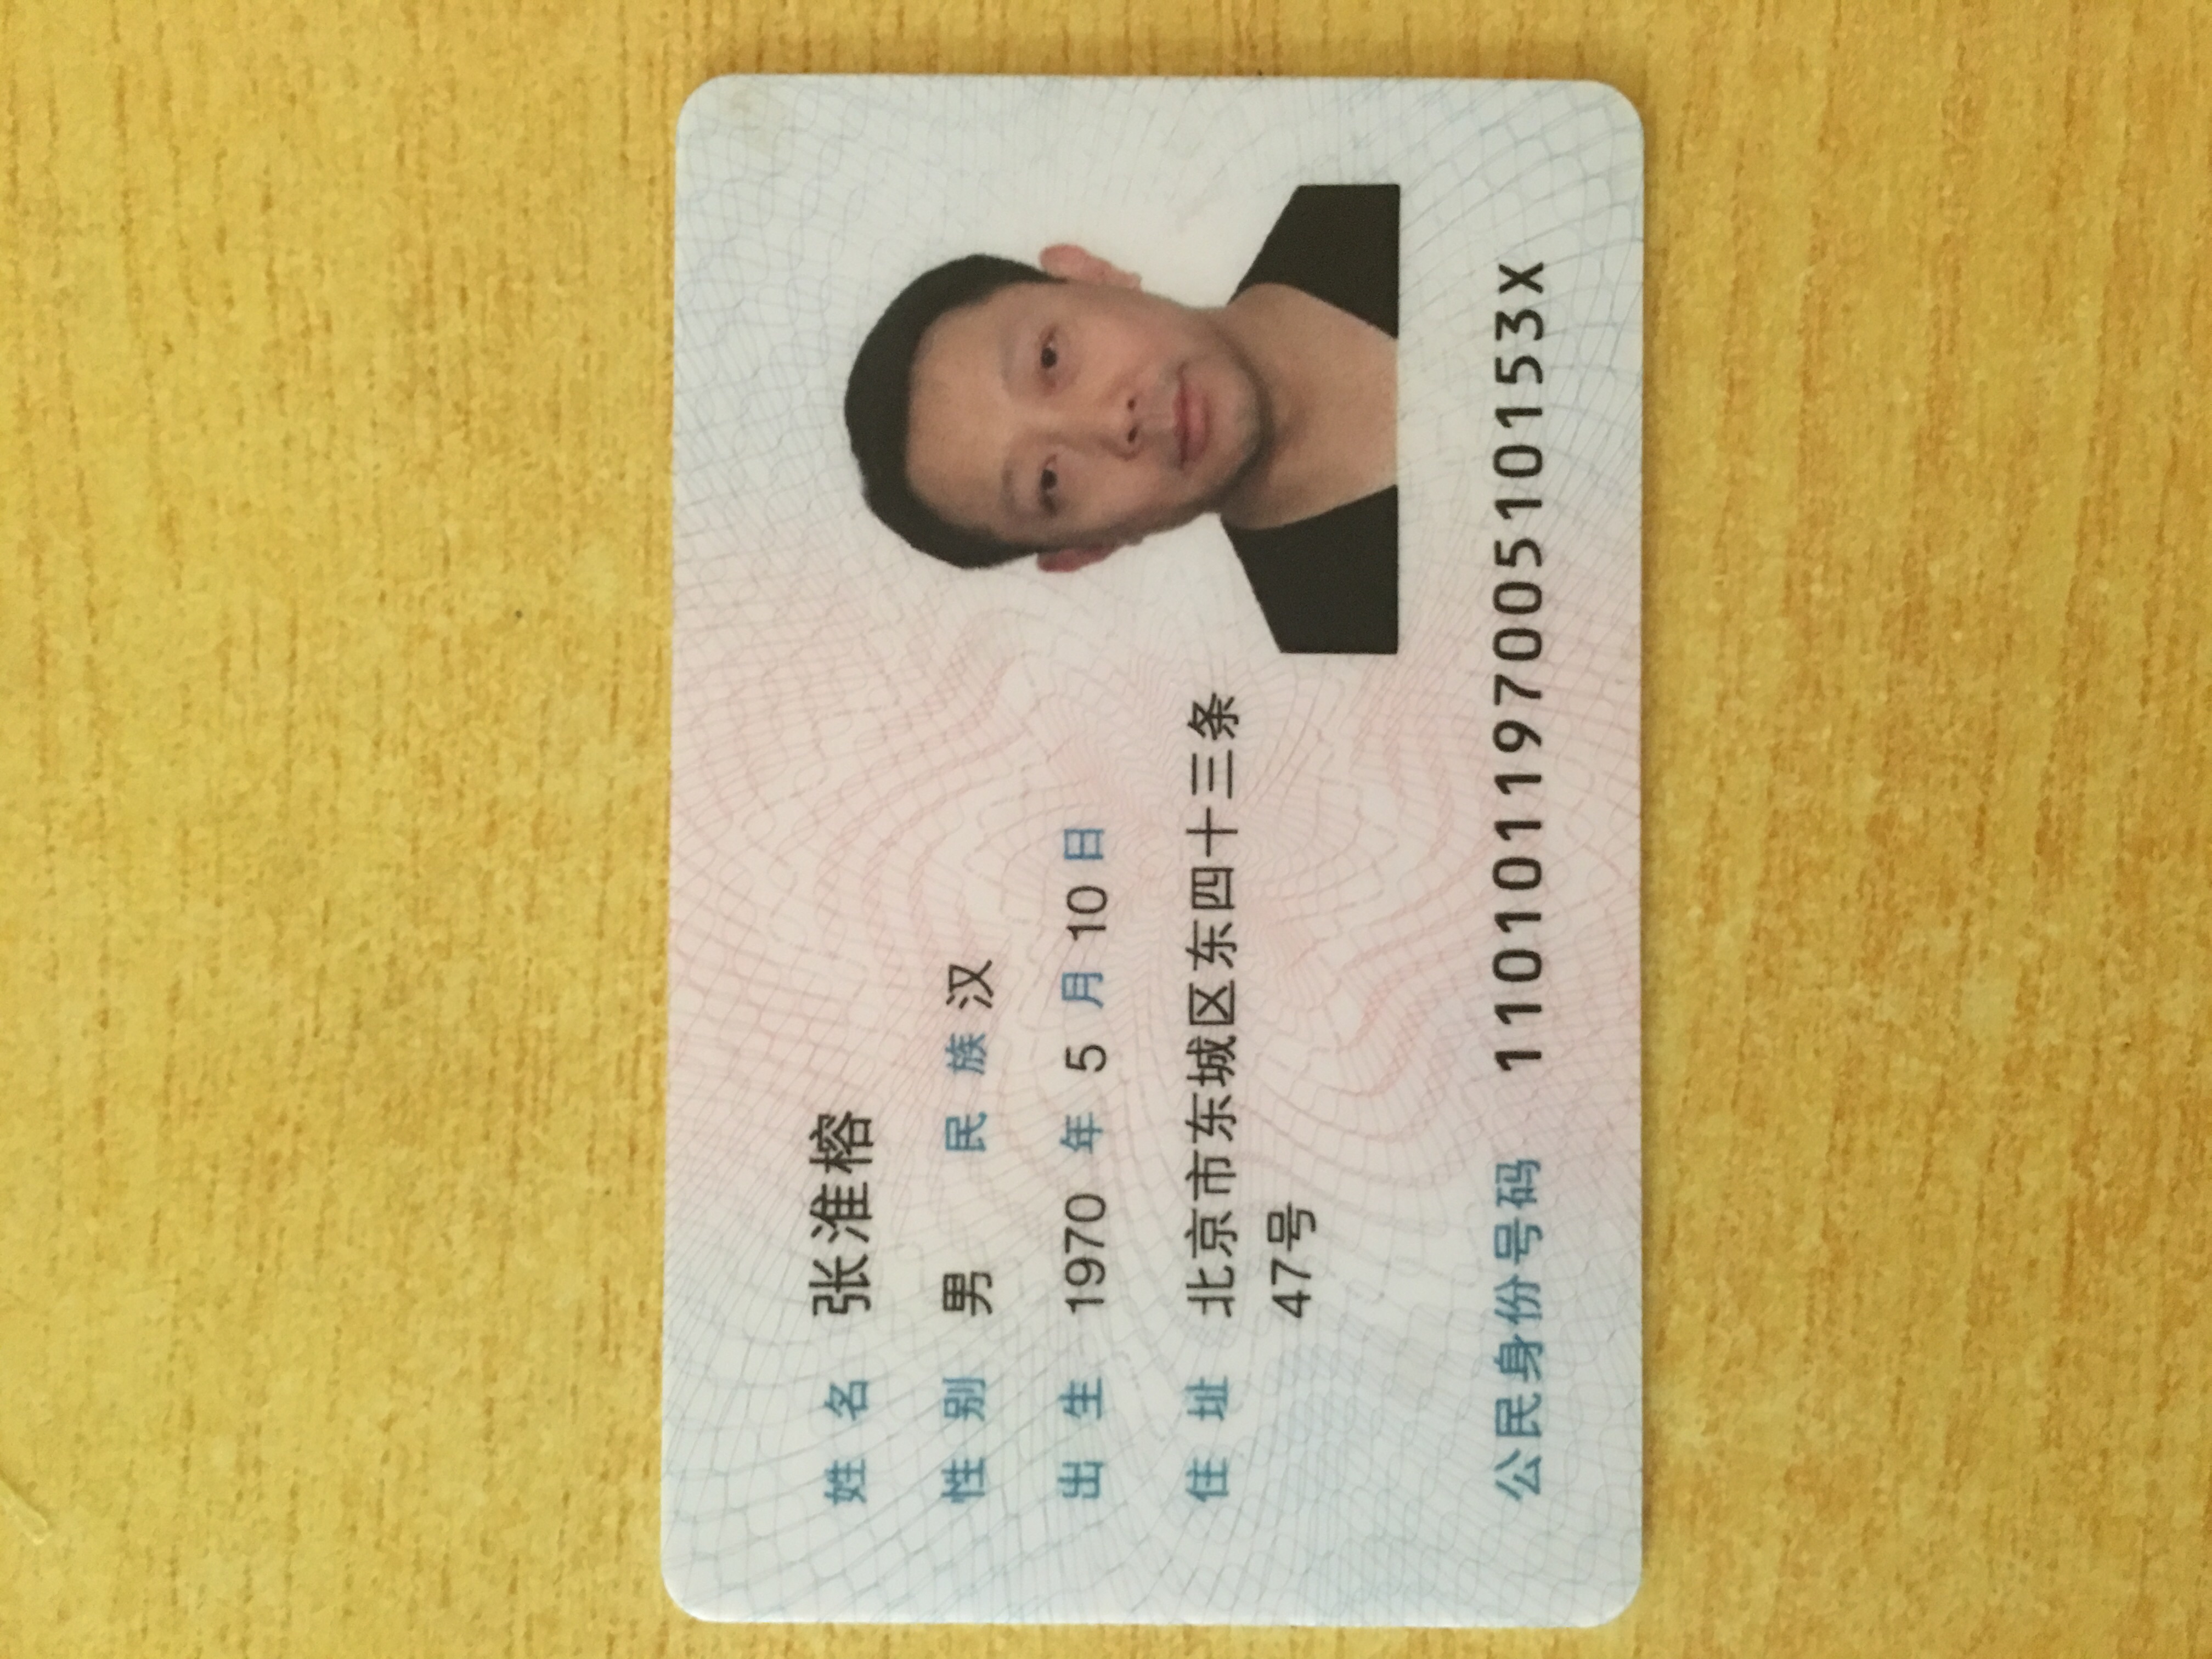 姓名 张淮榕
性别 男 民族 汉
出生 1970 年 5 月 10 日
住址 北京市东城区东四十三条
47号
公民身份号码 11010119700510153X